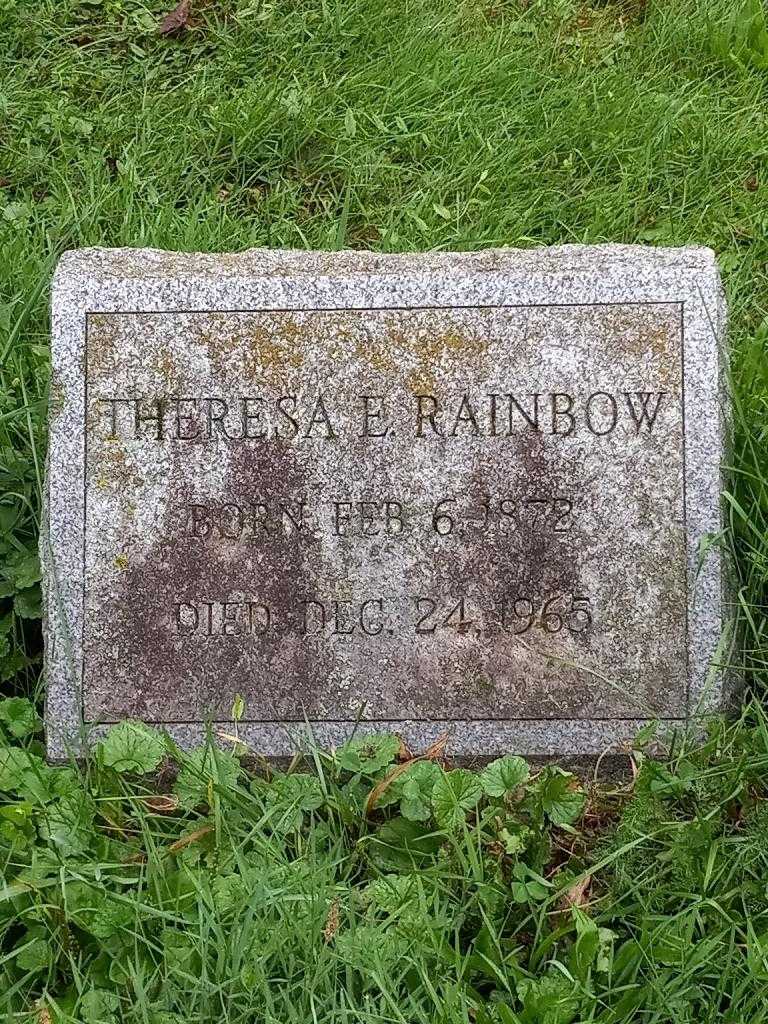 THERESA E. RAINBOW
BORN FEB. 6, 1872
DIED DEC. 24, 1965